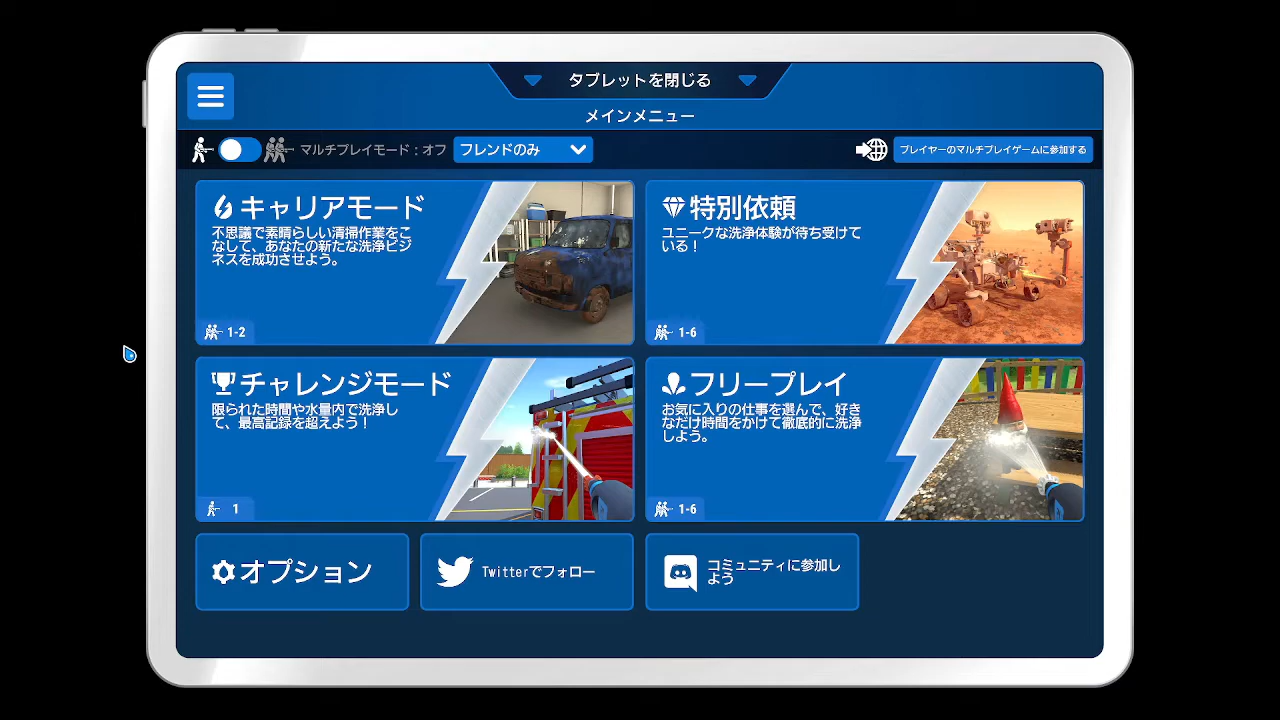 タブレットを閉じる
メインメニュー
マルチプレイモード：オフ
フレンドのみ
プレイヤーのマルチプレイゲームに参加する
キャリアモード
不思議で素晴らしい清掃作業をこ
なして、あなたの新たな洗浄ビジ
ネスを成功させよう。
1-2
特別依頼
ユニークな洗浄体験が待ち受けて
いる！
1-6
チャレンジモード
限られた時間や水量内で洗浄し
て、最高記録を超えよう！
1
フリープレイ
お気に入りの仕事を選んで、好き
なだけ時間をかけて徹底的に洗浄
しよう。
1-6
オプション
Twitterでフォロー
コミュニティに参加し
よう